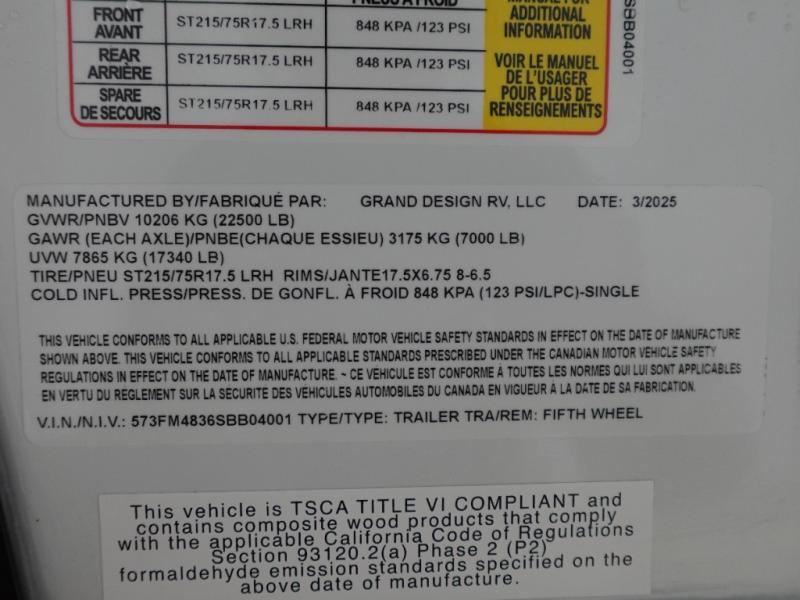 PRESS À FROID
MANUAL FOR
ADDITIONAL
INFORMATION
VOIR LE MANUEL
DE L'USAGER
POUR PLUS DE
RENSEIGNEMENTS
FRONT
AVANT
ST215/75R17.5 LRH 848 KPA /123 PSI
REAR
ARRIÈRE
ST215/75R17.5 LRH 848 KPA /123 PSI
SPARE
DE SECOURS
ST215/75R17.5 LRH 848 KPA /123 PSI
SBB04001
MANUFACTURED BY/FABRIQUÉ PAR: GRAND DESIGN RV, LLC DATE: 3/2025
GVWR/PNBV 10206 KG (22500 LB)
GAWR (EACH AXLE)/PNBE(CHAQUE ESSIEU) 3175 KG (7000 LB)
UVW 7865 KG (17340 LB)
TIRE/PNEU ST215/75R17.5 LRH RIMS/JANTE17.5X6.75 8-6.5
COLD INFL. PRESS/PRESS. DE GONFL. À FROID 848 KPA (123 PSI/LPC)-SINGLE
THIS VEHICLE CONFORMS TO ALL APPLICABLE U.S. FEDERAL MOTOR VEHICLE SAFETY STANDARDS IN EFFECT ON THE DATE OF MANUFACTURE
SHOWN ABOVE. THIS VEHICLE CONFORMS TO ALL APPLICABLE STANDARDS PRESCRIBED UNDER THE CANADIAN MOTOR VEHICLE SAFETY
REGULATIONS IN EFFECT ON THE DATE OF MANUFACTURE. ~ CE VEHICULE EST CONFORME À TOUTES LES NORMES QUI LUI SONT APPLICABLES
EN VERTU DU REGLEMENT SUR LA SECURITE DES VEHICULES AUTOMOBILES DU CANADA EN VIGUEUR À LA DATE DE SA FABRICATION.
V.I.N./N.I.V.: 573FM4836SBB04001 TYPE/TYPE: TRAILER TRA/REM: FIFTH WHEEL
This vehicle is TSCA TITLE VI COMPLIANT and
contains composite wood products that comply
with the applicable California Code of Regulations
Section 93120.2(a) Phase 2 (P2)
formaldehyde emission standards specified on the
above date of manufacture.